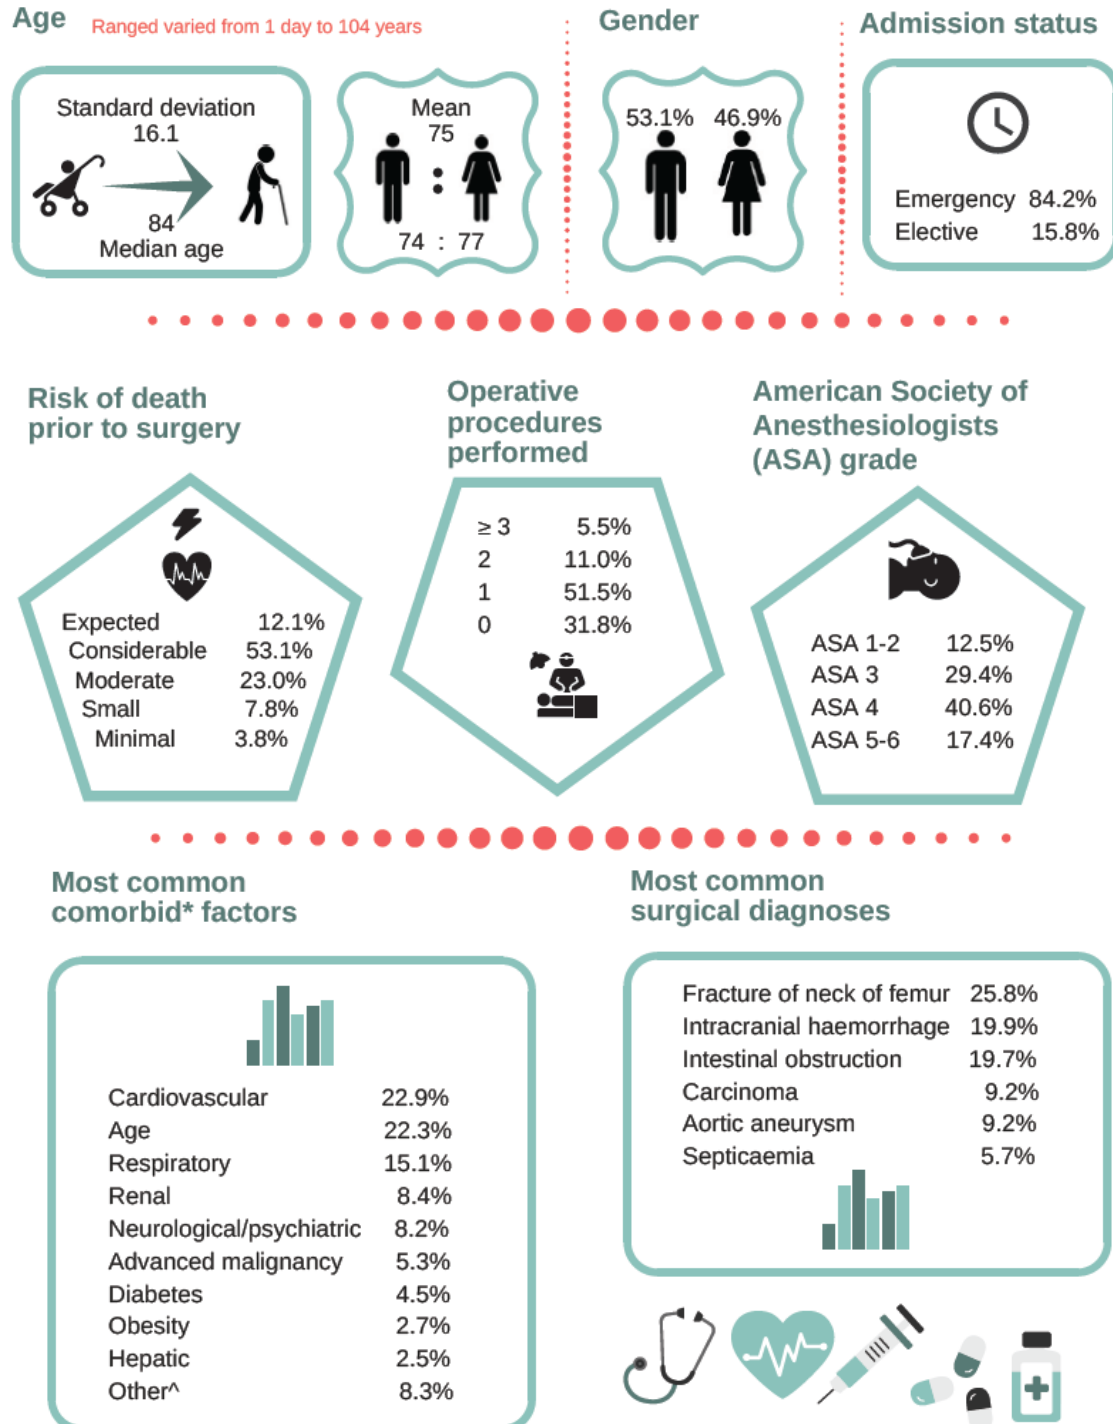 Age
Ranged varied from 1 day to 104 years
Standard deviation
16.1
84
Median age
Mean
75
:
74 : 77
Gender
53.1% 46.9%
Admission status
Emergency 84.2%
Elective 15.8%
Risk of death
prior to surgery
Expected 12.1%
Considerable 53.1%
Moderate 23.0%
Small 7.8%
Minimal 3.8%
Operative
procedures
performed
≥ 3 5.5%
2 11.0%
1 51.5%
0 31.8%
American Society of
Anesthesiologists
(ASA) grade
ASA 1-2 12.5%
ASA 3 29.4%
ASA 4 40.6%
ASA 5-6 17.4%
Most common
comorbid* factors
Cardiovascular 22.9%
Age 22.3%
Respiratory 15.1%
Renal 8.4%
Neurological/psychiatric 8.2%
Advanced malignancy 5.3%
Diabetes 4.5%
Obesity 2.7%
Hepatic 2.5%
Other^ 8.3%
Most common
surgical diagnoses
Fracture of neck of femur 25.8%
Intracranial haemorrhage 19.9%
Intestinal obstruction 19.7%
Carcinoma 9.2%
Aortic aneurysm 9.2%
Septicaemia 5.7%